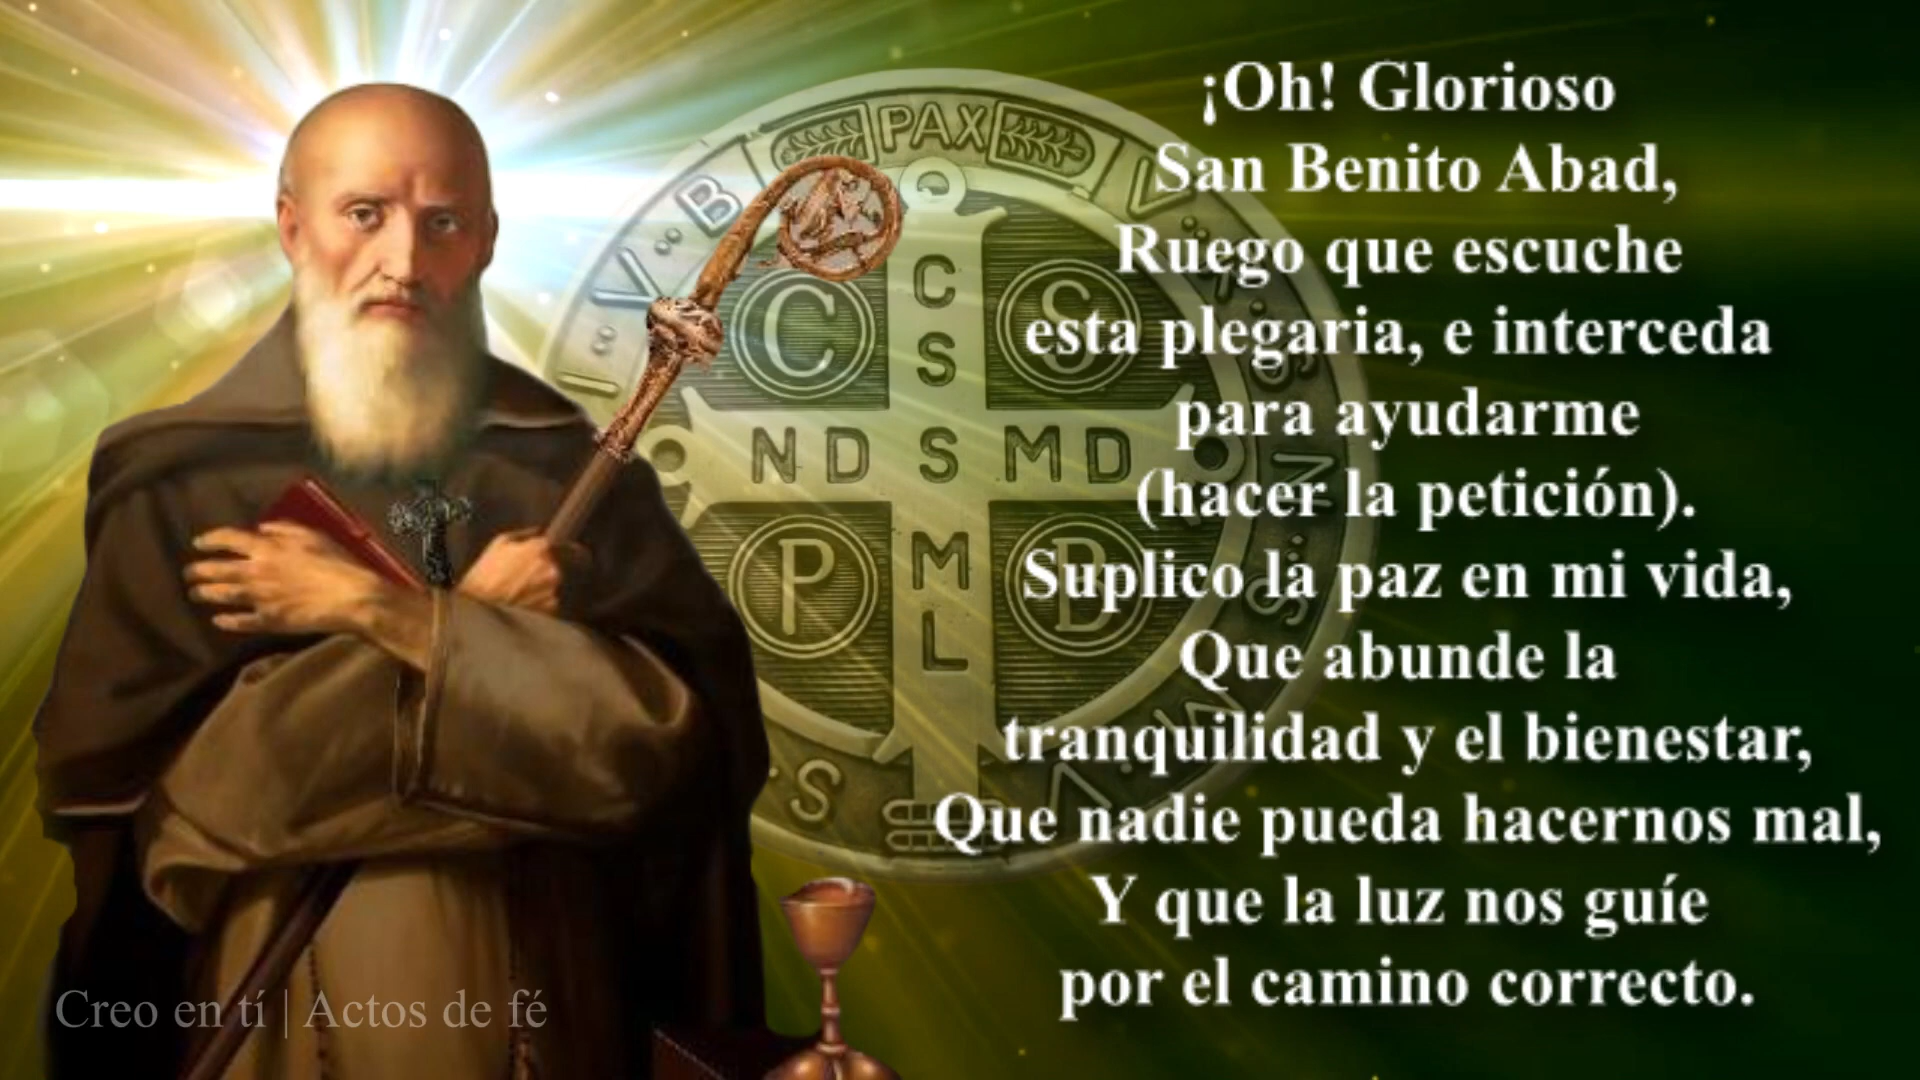 ¡Oh! Glorioso
San Benito Abad,
Ruego que escuche
esta plegaria, e interceda
para ayudarme
(hacer la petición).
Suplico la paz en mi vida,
Que abunde la
tranquilidad y el bienestar,
Que nadie pueda hacernos mal,
Y que la luz nos guíe
por el camino correcto.
PAX
I·V·B
C
S
C
S
N D S M D
P
B
M
L
Creo en tí | Actos de fé